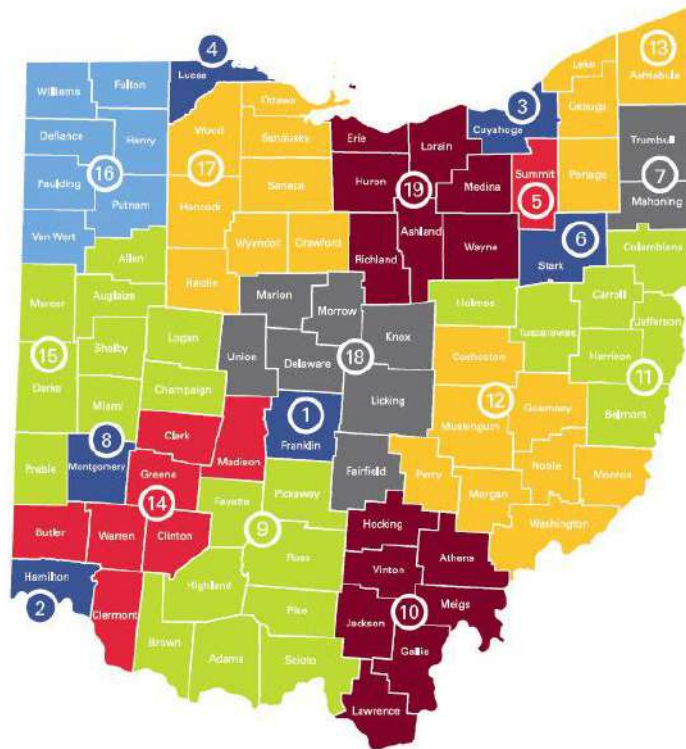 4
13
Lucas
Lake
Ashtabula
Williams
Fulton
Ottawa
Geauga
3
Cuyahoga
Defiance
Henry
Wood
Sandusky
Erie
Lorain
Trumbull
16
17
Summit
Portage
7
Paulding
Seneca
Huron
19
Medina
5
Putnam
Hancock
Mahoning
Ashland
6
Van Wert
Wyandot
Crawford
Richland
Wayne
Stark
Columbiana
Allen
Hardin
Marion
Morrow
Holmes
Carroll
Mercer
Auglaize
Jefferson
Logan
Knox
Tuscarawas
15
Shelby
Union
Delaware
18
Coshocton
Harrison
11
Darke
Champaign
Licking
12
Guernsey
Miami
1
Belmont
8
Clark
Franklin
Muskingum
Preble
Montgomery
Madison
Fairfield
Noble
Monroe
Greene
Perry
14
Fayette
Pickaway
Morgan
9
Hocking
Washington
Butler
Warren
Clinton
Ross
Athens
Hamilton
Highland
Vinton
2
Clermont
Pike
10
Meigs
Jackson
Brown
Adams
Scioto
Gallia
Lawrence